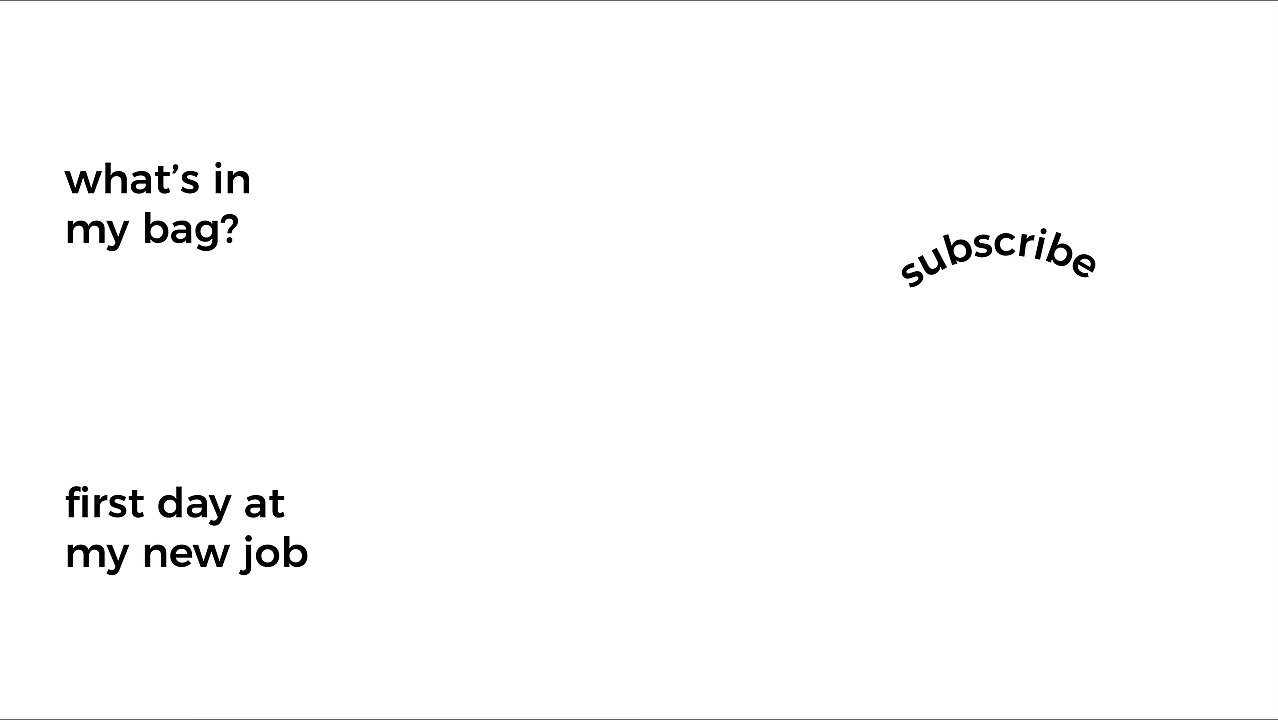 what’s in
my bag?
subscribe
first day at
my new job